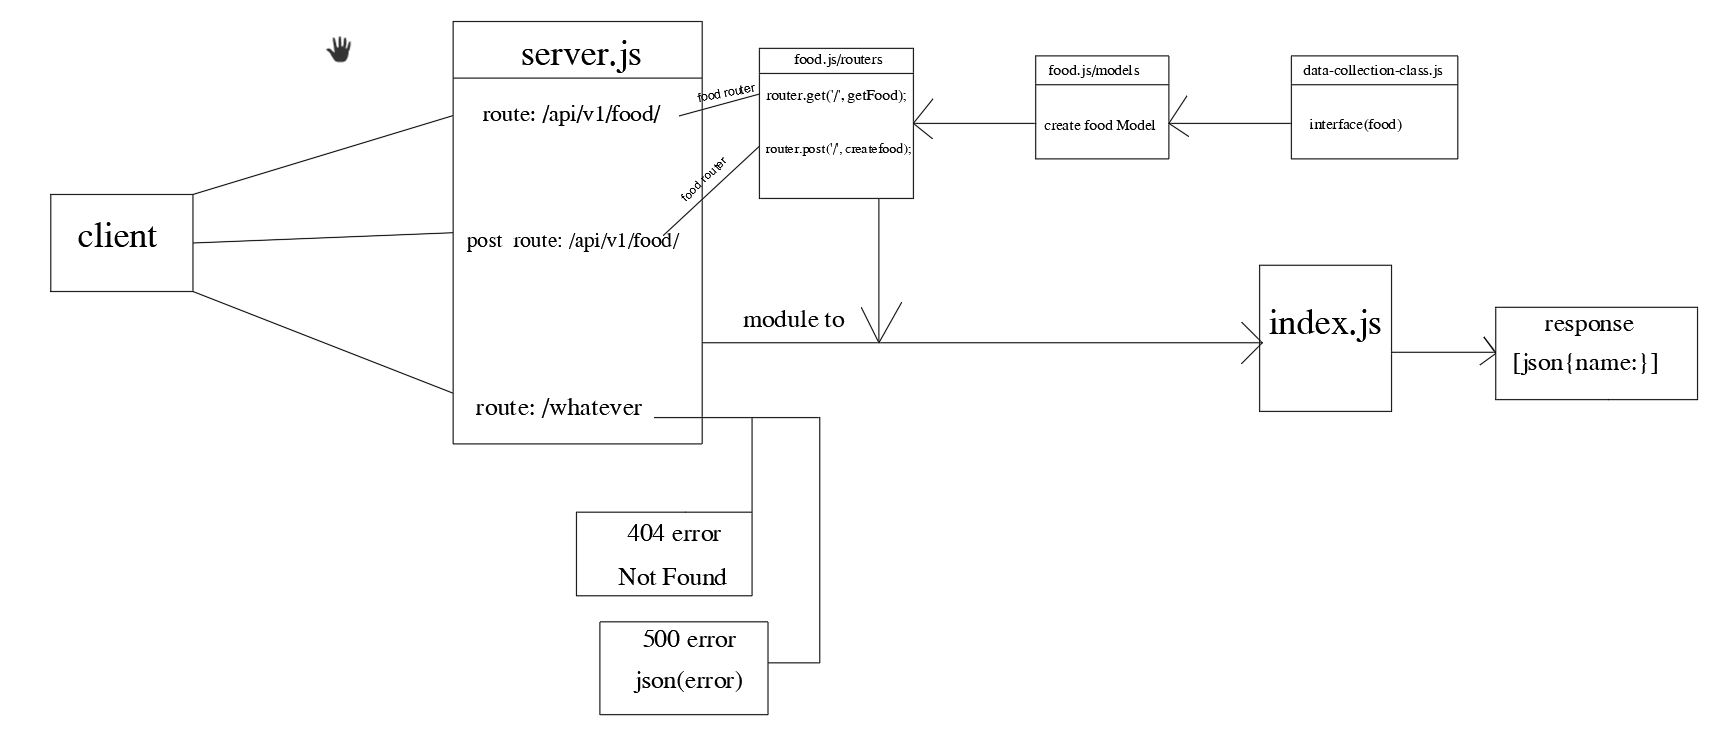 server.js
route: /api/v1/food/
post  route: /api/v1/food/
route: /whatever
client
food router
food router
food.js/routers
router.get('/', getFood);
router.post('/', createfood);
food.js/models
create food Model
data-collection-class.js
interface(food)
module to
index.js
response
[json{name:}]
404 error
Not Found
500 error
json(error)